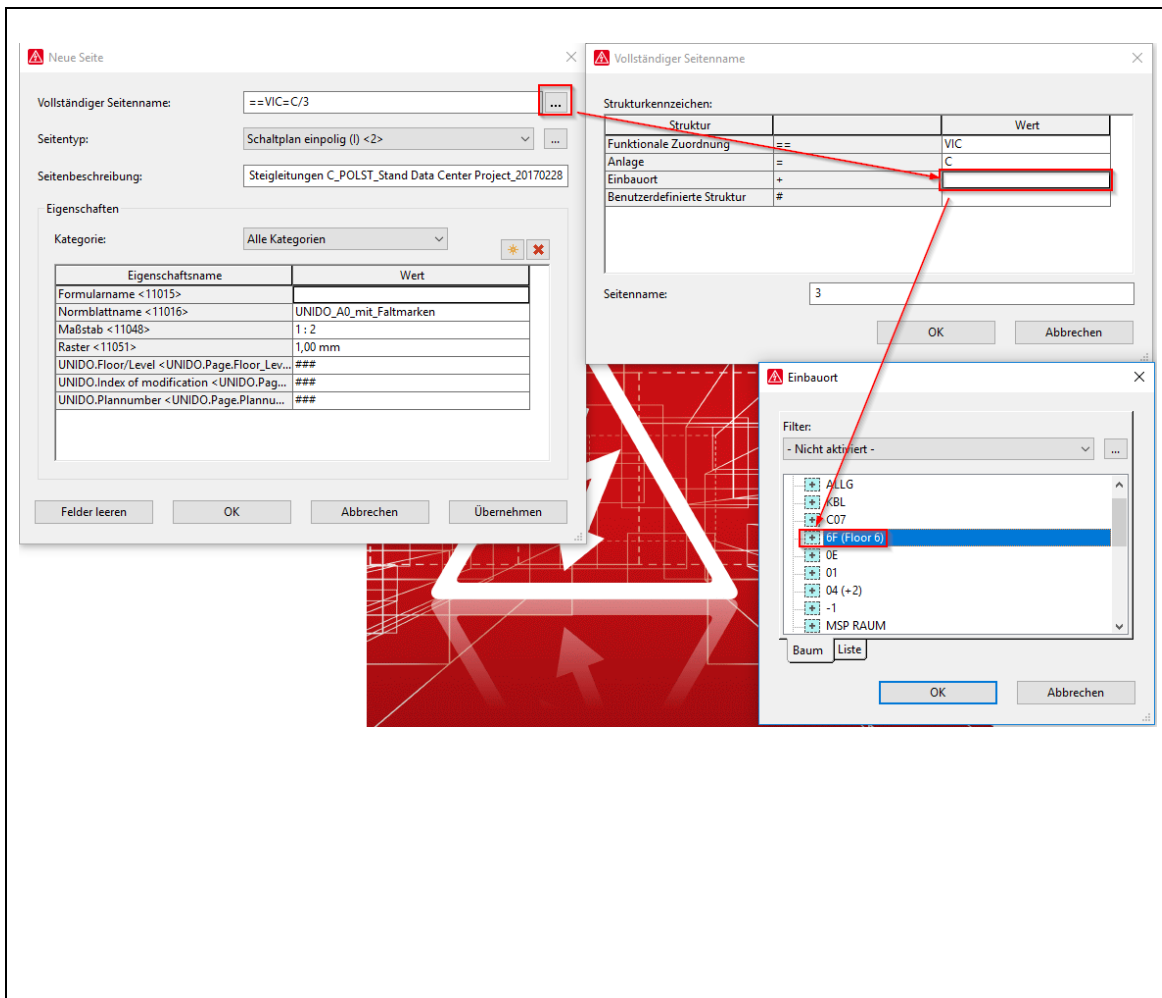 Neue Seite
Vollständiger Seitenname: ==VIC=C/3 ...
Seitentyp: Schaltplan einpolig (I) <2> ...
Seitenbeschreibung: Steigleitungen C_POLST_Stand Data Center Project_20170228
Eigenschaften
Kategorie: Alle Kategorien
Eigenschaftsname Wert
Formularname <11015>
Normblattname <11016> UNIDO_A0_mit_Faltmarken
Maßstab <11048> 1 : 2
Raster <11051> 1,00 mm
UNIDO.Floor/Level <UNIDO.Page.Floor_Lev... ###
UNIDO.Index of modification <UNIDO.Pag... ###
UNIDO.Plannumber <UNIDO.Page.Plannu... ###
Felder leeren OK Abbrechen Übernehmen
Vollständiger Seitenname
Strukturkennzeichen:
Struktur Wert
Funktionale Zuordnung == VIC
Anlage = C
Einbauort +
Benutzerdefinierte Struktur #
Seitenname: 3
OK Abbrechen
Einbauort
Filter:
- Nicht aktiviert - ...
ALLG
KBL
C07
6F (Floor 6)
0E
01
04 (+2)
-1
MSP RAUM
Baum Liste
OK Abbrechen